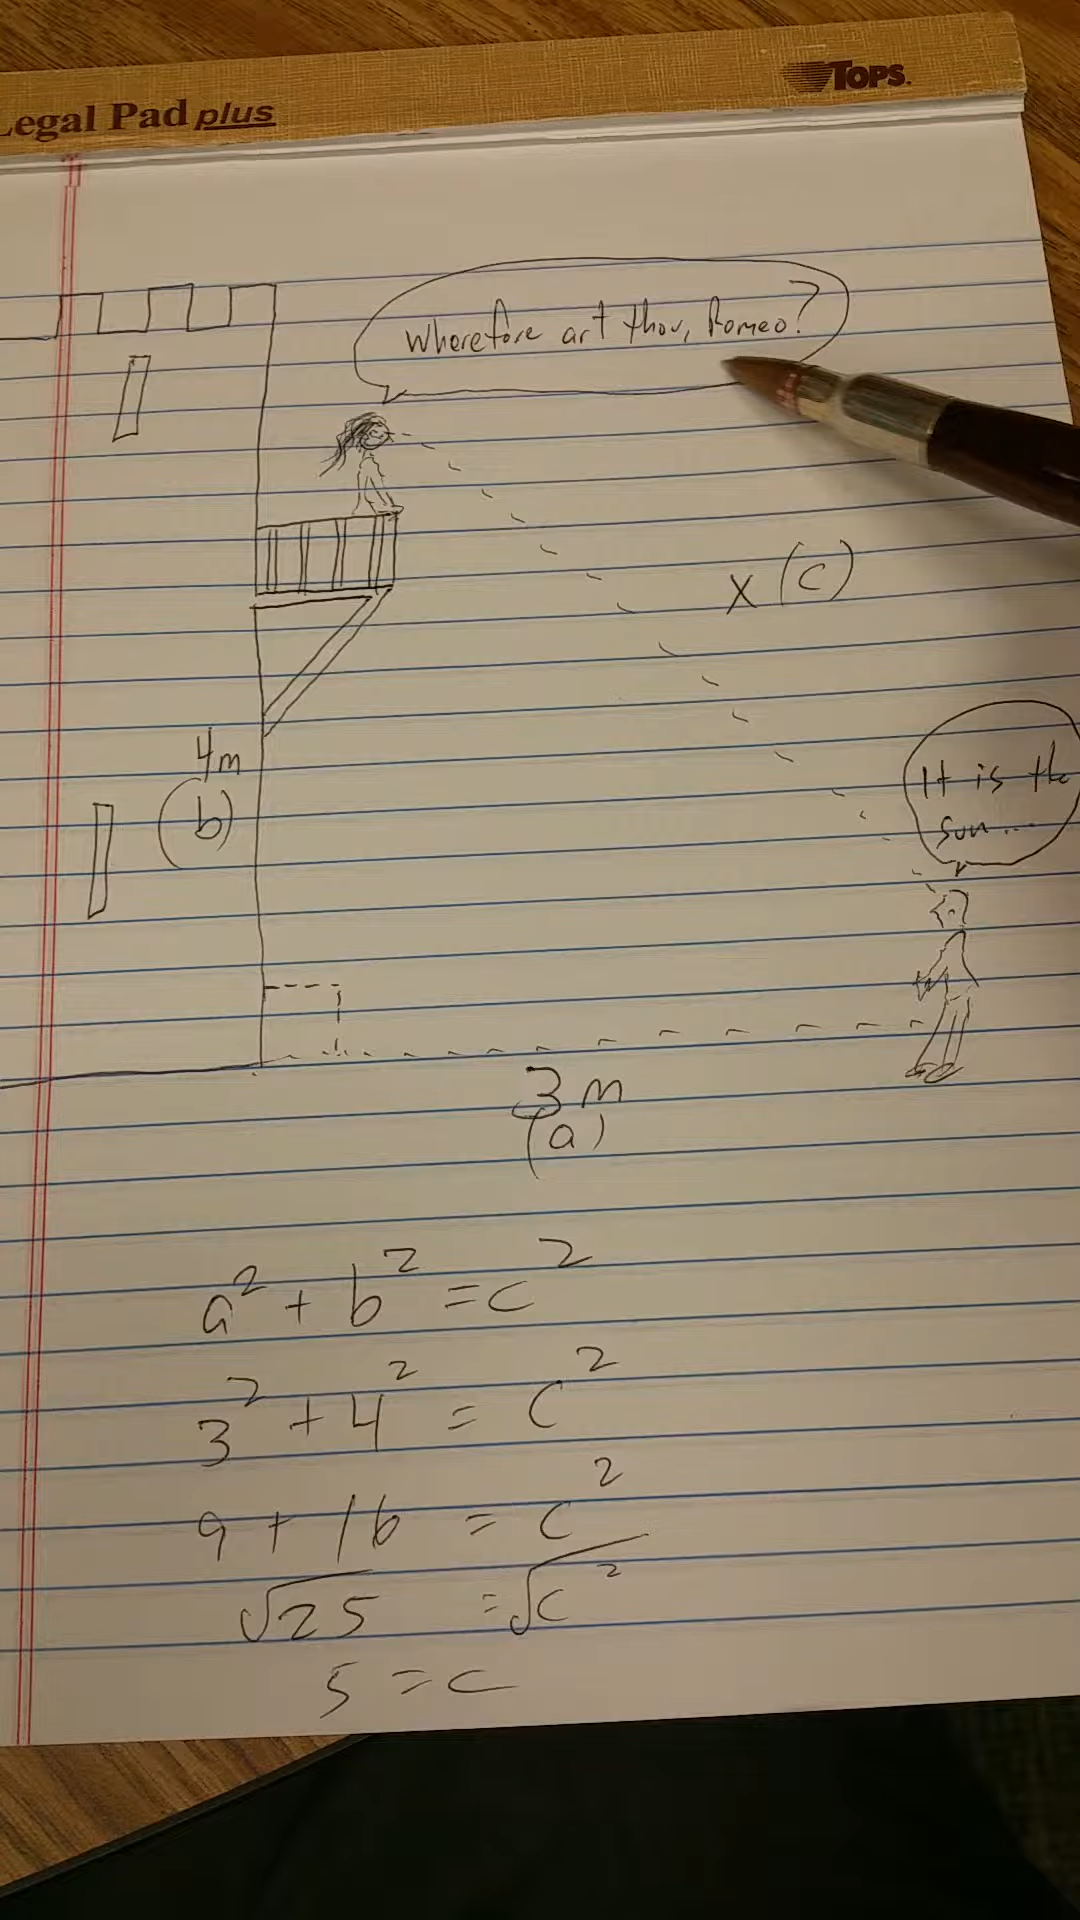 Legal Pad plus
TOPS.
Wherefore art thou, Romeo?
x (c)
4m
(b)
It is the
sun...
3m
(a)
a² + b² = c²
3² + 4² = c²
9 + 16 = c²
√25 = √c²
5 = c